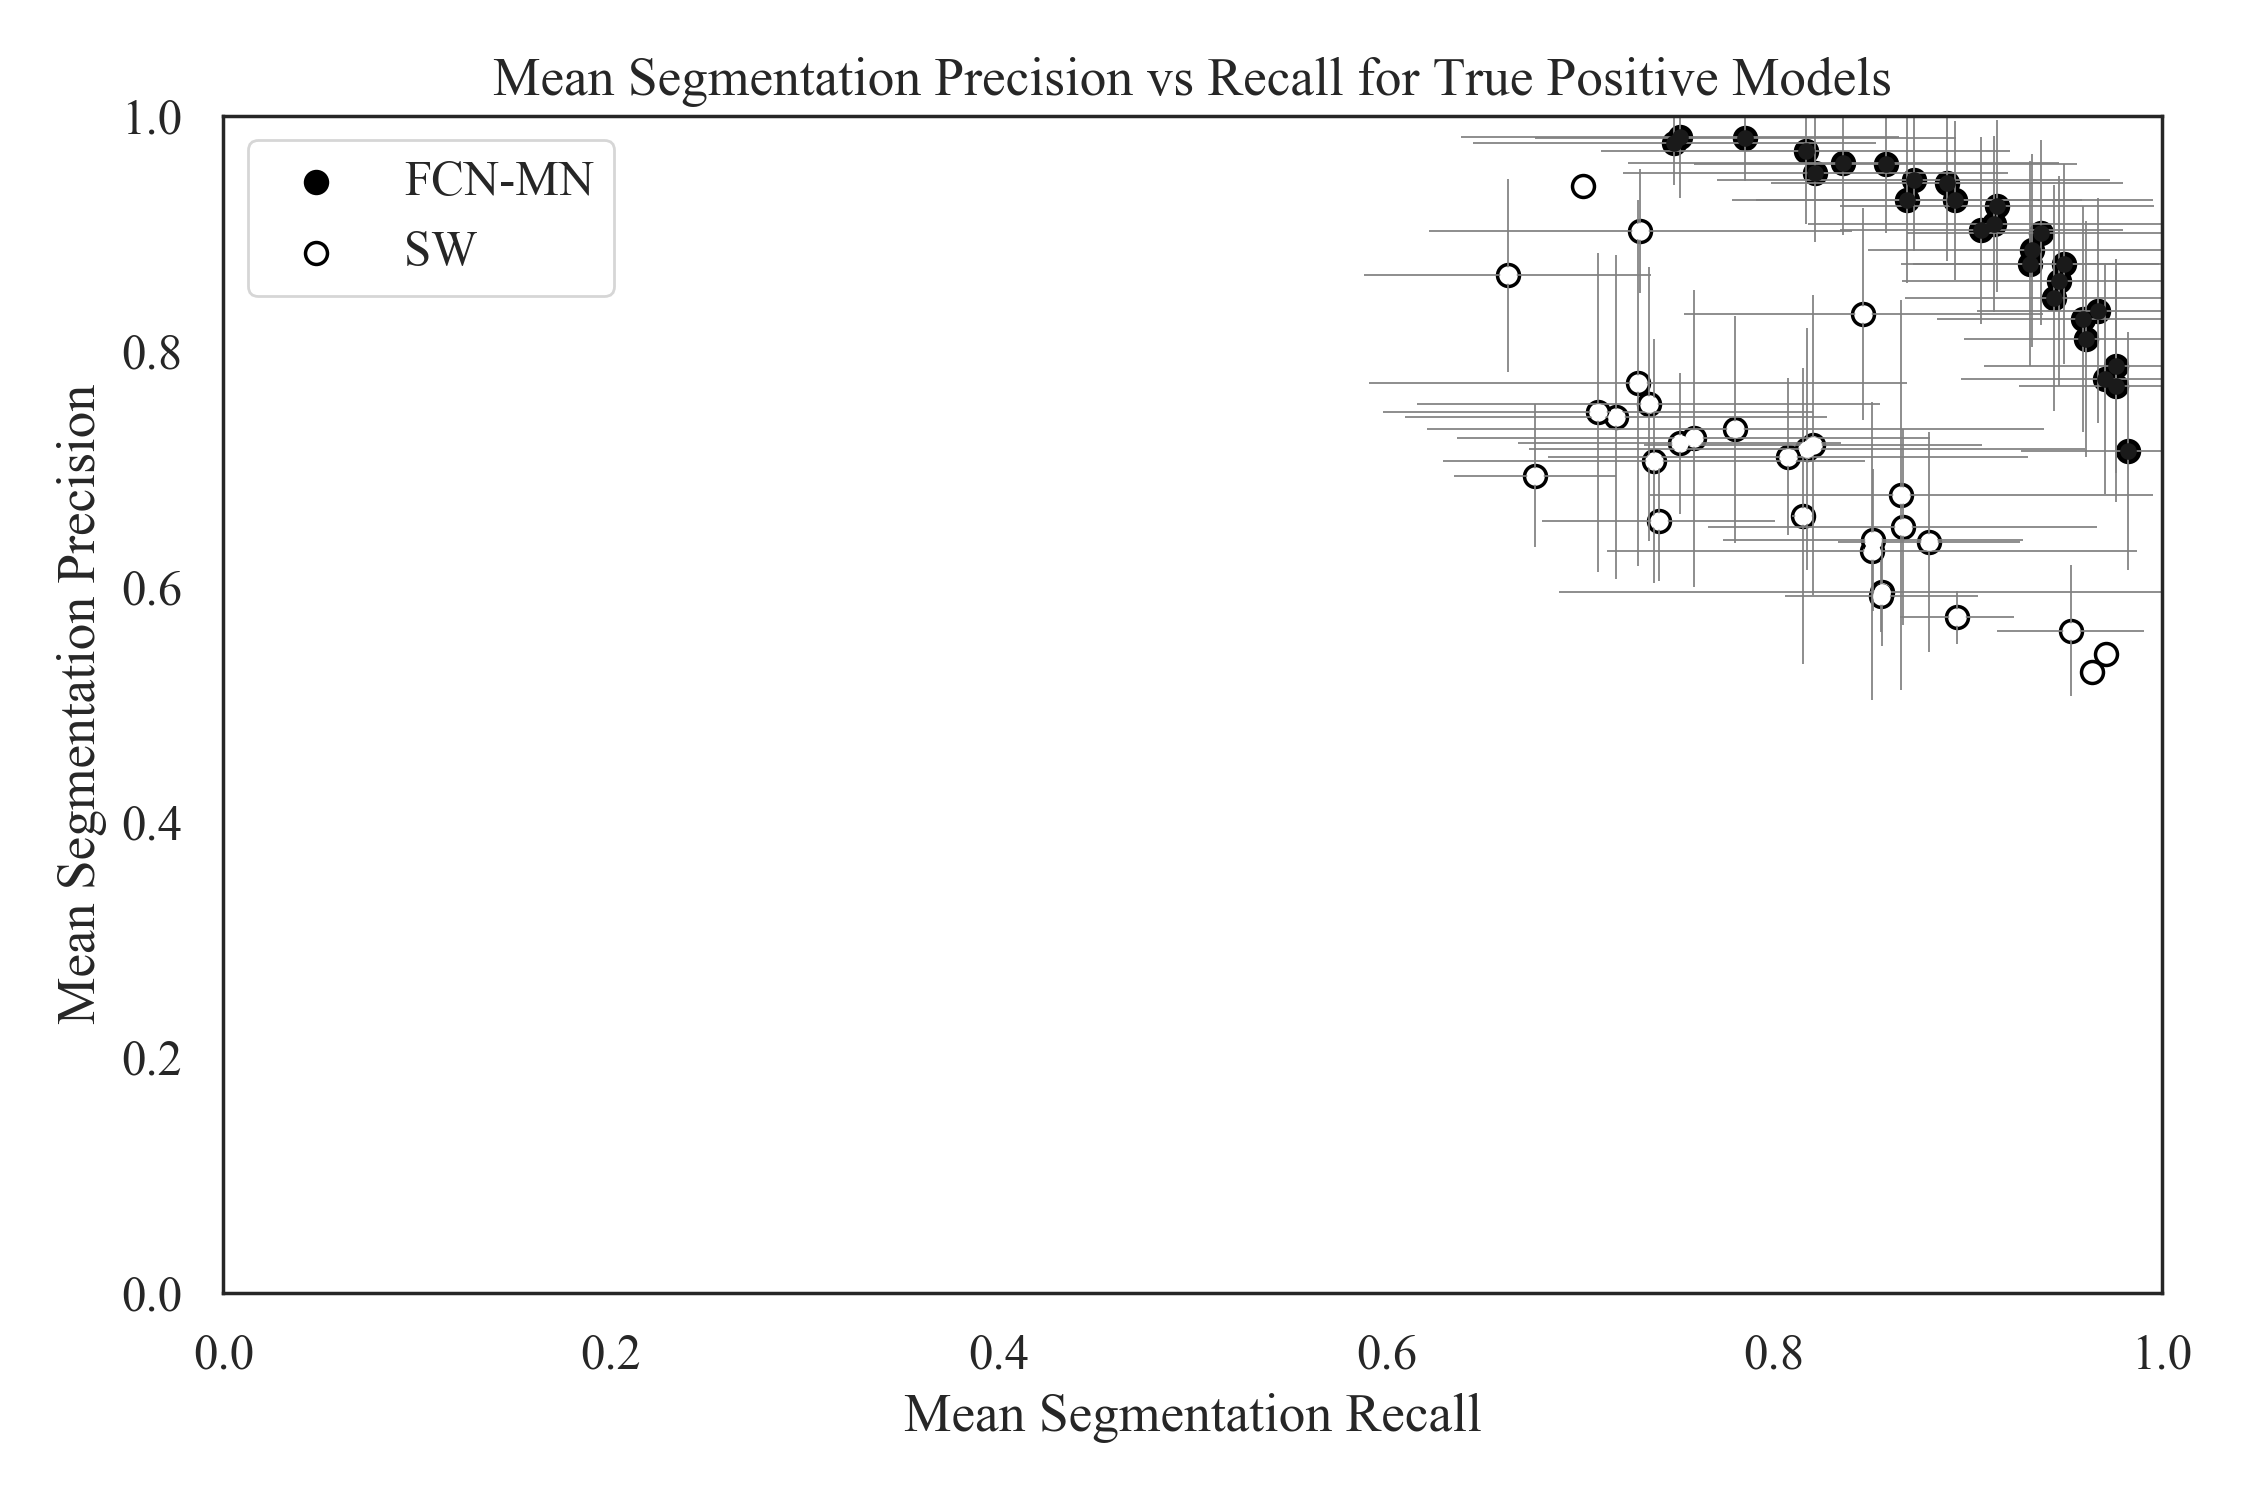 Mean Segmentation Precision vs Recall for True Positive Models
FCN-MN
SW
Mean Segmentation Precision
1.0
0.8
0.6
0.4
0.2
0.0
0.0 0.2 0.4 0.6 0.8 1.0
Mean Segmentation Recall